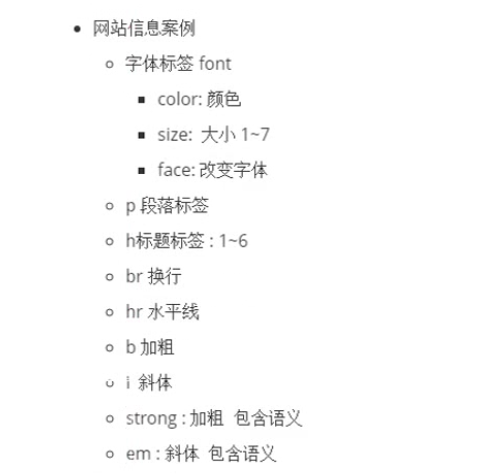 网站信息案例
字体标签 font
color: 颜色
size: 大小 1~7
face: 改变字体
p 段落标签
h标题标签 : 1~6
br 换行
hr 水平线
b 加粗
i 斜体
strong : 加粗 包含语义
em : 斜体 包含语义